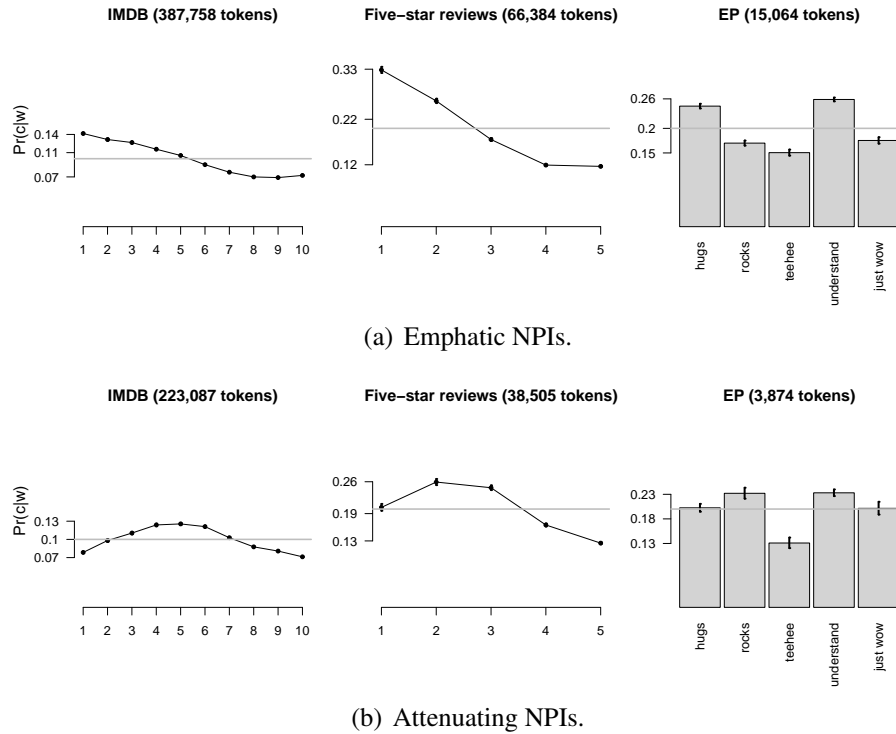 IMDB (387,758 tokens)
Five−star reviews (66,384 tokens)
EP (15,064 tokens)
Pr(c|w)
0.14
0.11
0.07
1 2 3 4 5 6 7 8 9 10
0.33
0.22
0.12
1 2 3 4 5
0.26
0.2
0.15
hugs
rocks
teehee
understand
just wow
(a) Emphatic NPIs.
IMDB (223,087 tokens)
Five−star reviews (38,505 tokens)
EP (3,874 tokens)
Pr(c|w)
0.13
0.1
0.07
1 2 3 4 5 6 7 8 9 10
0.26
0.19
0.13
1 2 3 4 5
0.23
0.18
0.13
hugs
rocks
teehee
understand
just wow
(b) Attenuating NPIs.